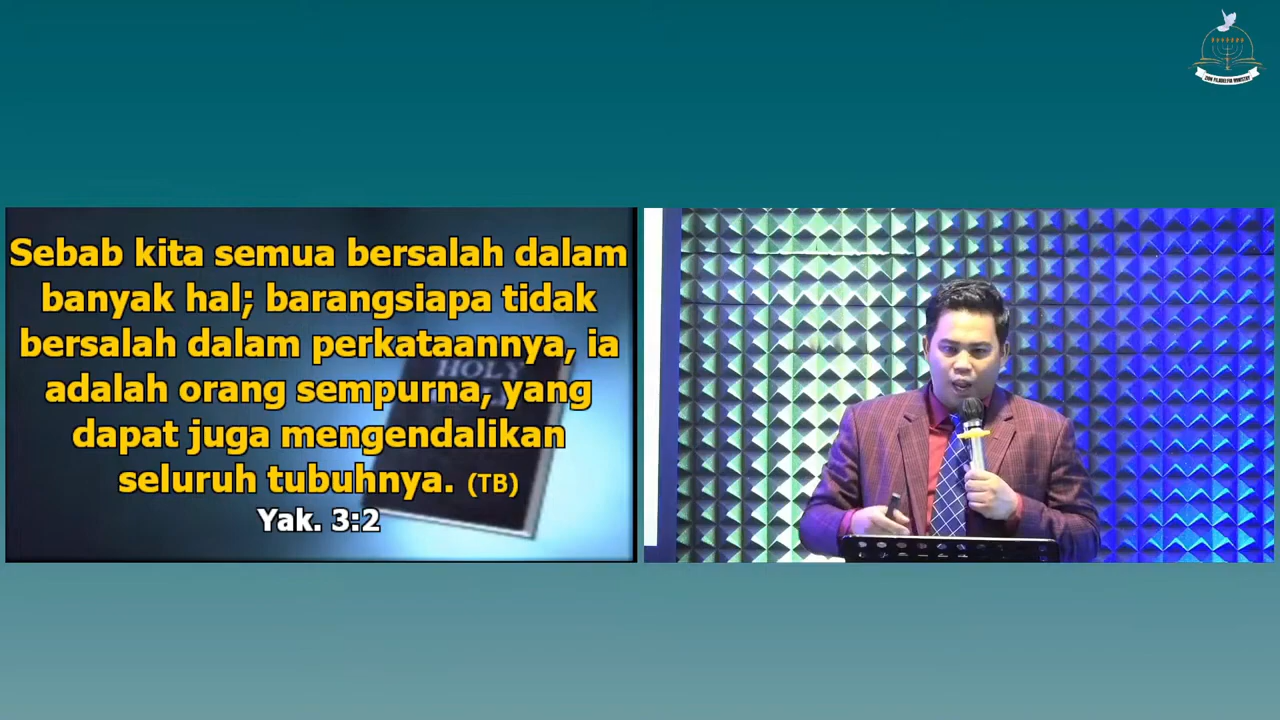 Sebab kita semua bersalah dalam
banyak hal; barangsiapa tidak
bersalah dalam perkataannya, ia
adalah orang sempurna, yang
dapat juga mengendalikan
seluruh tubuhnya. (TB)
Yak. 3:2
HOLY